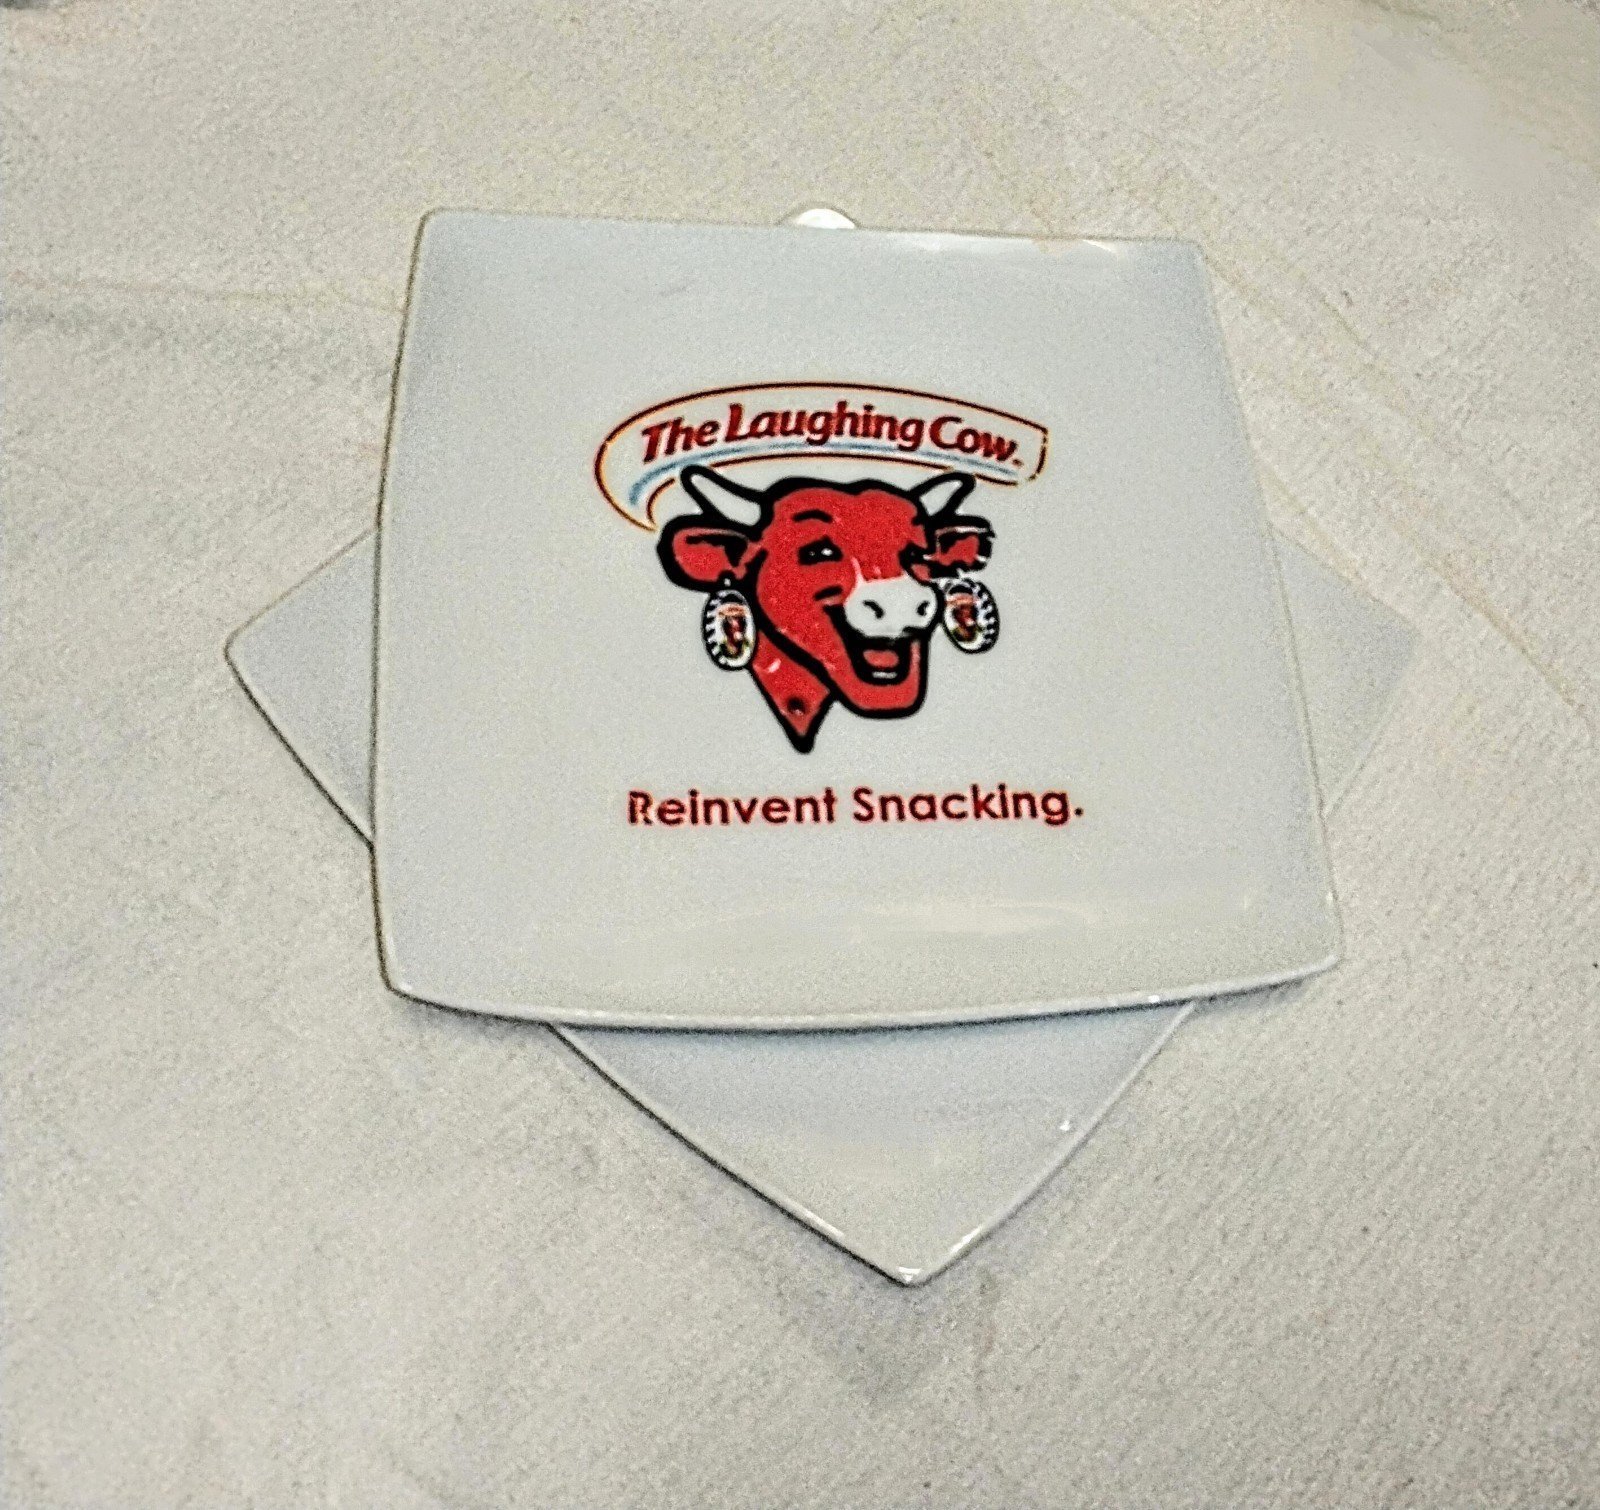 The Laughing Cow.
Reinvent Snacking.